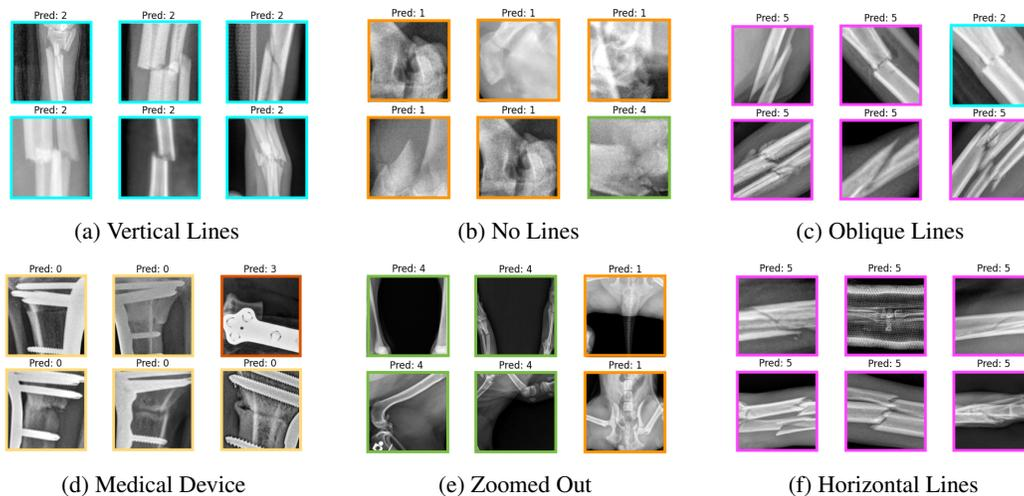 Pred: 2 Pred: 2 Pred: 2
Pred: 2 Pred: 2 Pred: 2
(a) Vertical Lines
Pred: 1 Pred: 1 Pred: 1
Pred: 1 Pred: 1 Pred: 4
(b) No Lines
Pred: 5 Pred: 5 Pred: 2
Pred: 5 Pred: 5 Pred: 5
(c) Oblique Lines
Pred: 0 Pred: 0 Pred: 3
Pred: 0 Pred: 0 Pred: 0
(d) Medical Device
Pred: 4 Pred: 4 Pred: 1
Pred: 4 Pred: 4 Pred: 1
(e) Zoomed Out
Pred: 5 Pred: 5 Pred: 5
Pred: 5 Pred: 5 Pred: 5
(f) Horizontal Lines